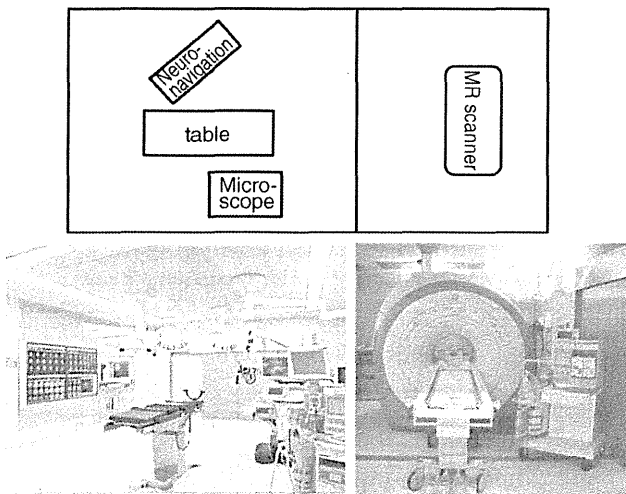 Neuro-
navigation
table
Micro-
scope
MR scanner